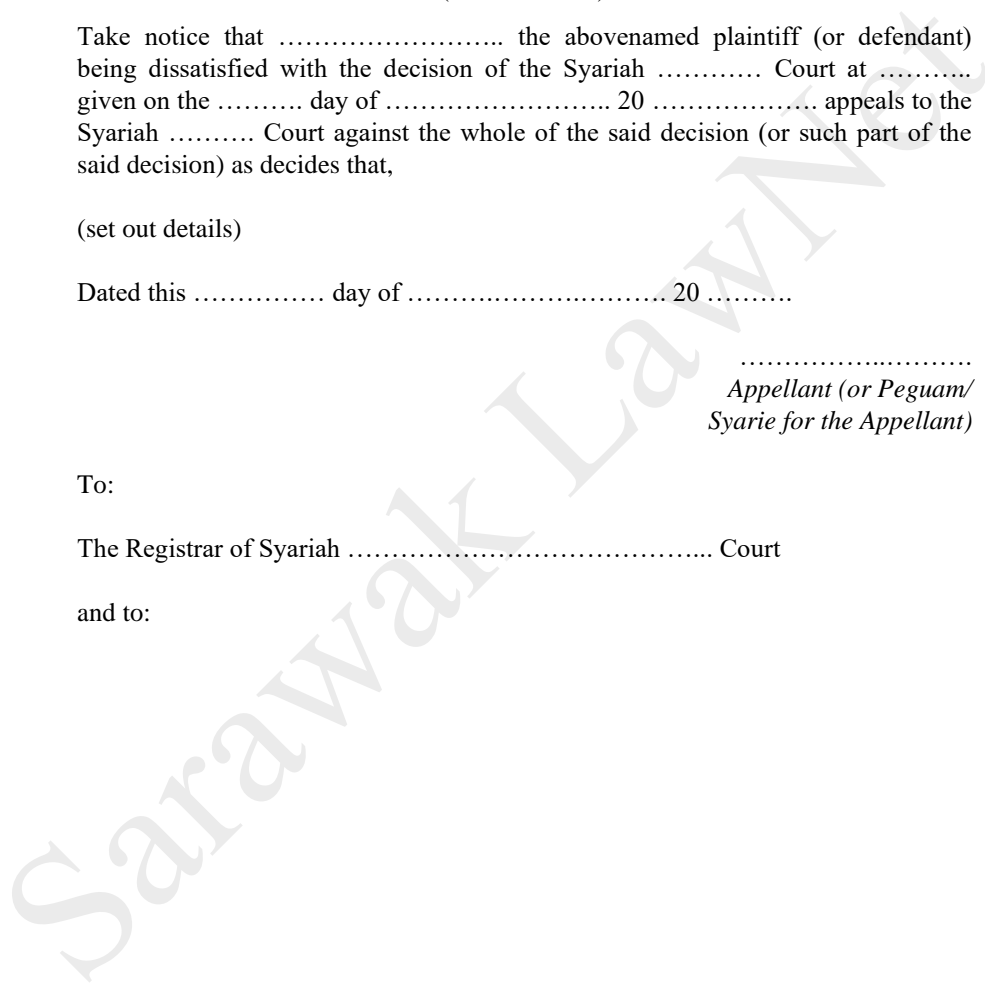 Take notice that …………………….. the abovenamed plaintiff (or defendant)
being dissatisfied with the decision of the Syariah ………… Court at ………..
given on the ………. day of …………………….. 20 ………………. appeals to the
Syariah ………. Court against the whole of the said decision (or such part of the
said decision) as decides that,
(set out details)
Dated this …………… day of ……….……….………. 20 ……….
……………..……….
Appellant (or Peguam/
Syarie for the Appellant)
To:
The Registrar of Syariah …………………………………... Court
and to:
Sarawak LawNet